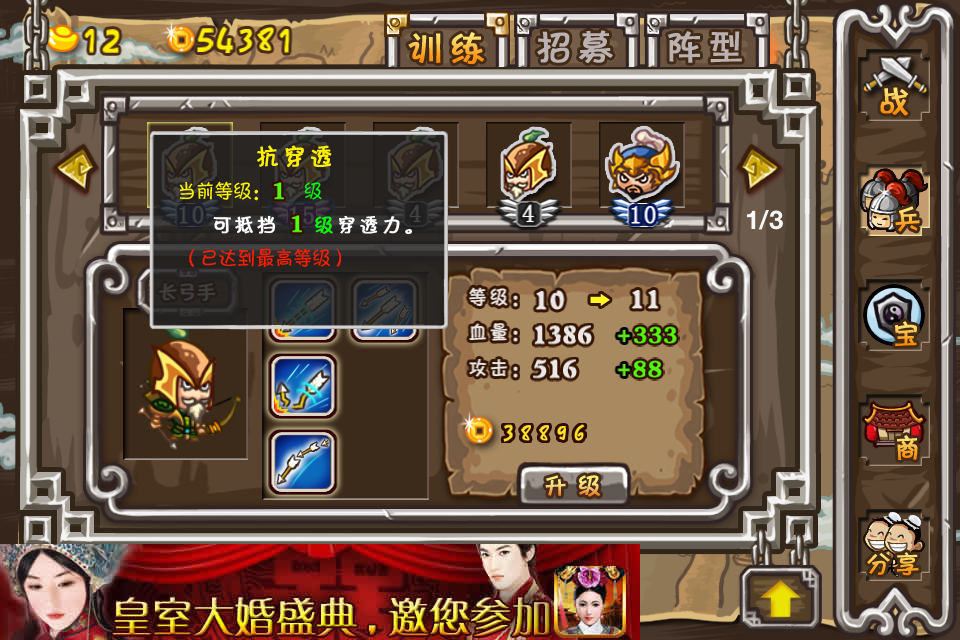 12
54381
训练
招募
阵型
战
10
15
4
4
10
1/3
兵
抗穿透
当前等级：1 级
可抵挡 1 级穿透力。
（已达到最高等级）
长弓手
等级：10 11
血量：1386 +333
攻击：516 +88
38896
升级
宝
商
分享
皇室大婚盛典，邀您参加